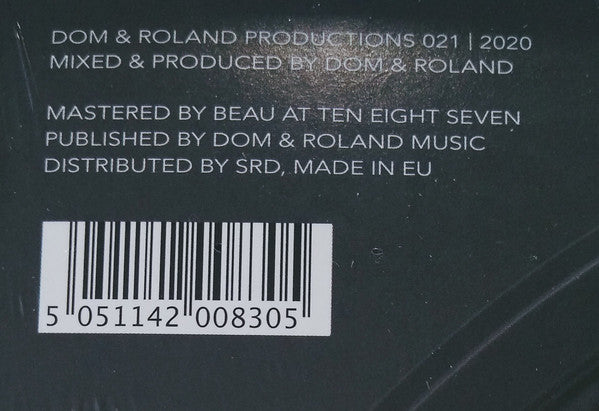 DOM & ROLAND PRODUCTIONS 021 | 2020
MIXED & PRODUCED BY DOM & ROLAND
MASTERED BY BEAU AT TEN EIGHT SEVEN
PUBLISHED BY DOM & ROLAND MUSIC
DISTRIBUTED BY SRD, MADE IN EU
5 051142 008305